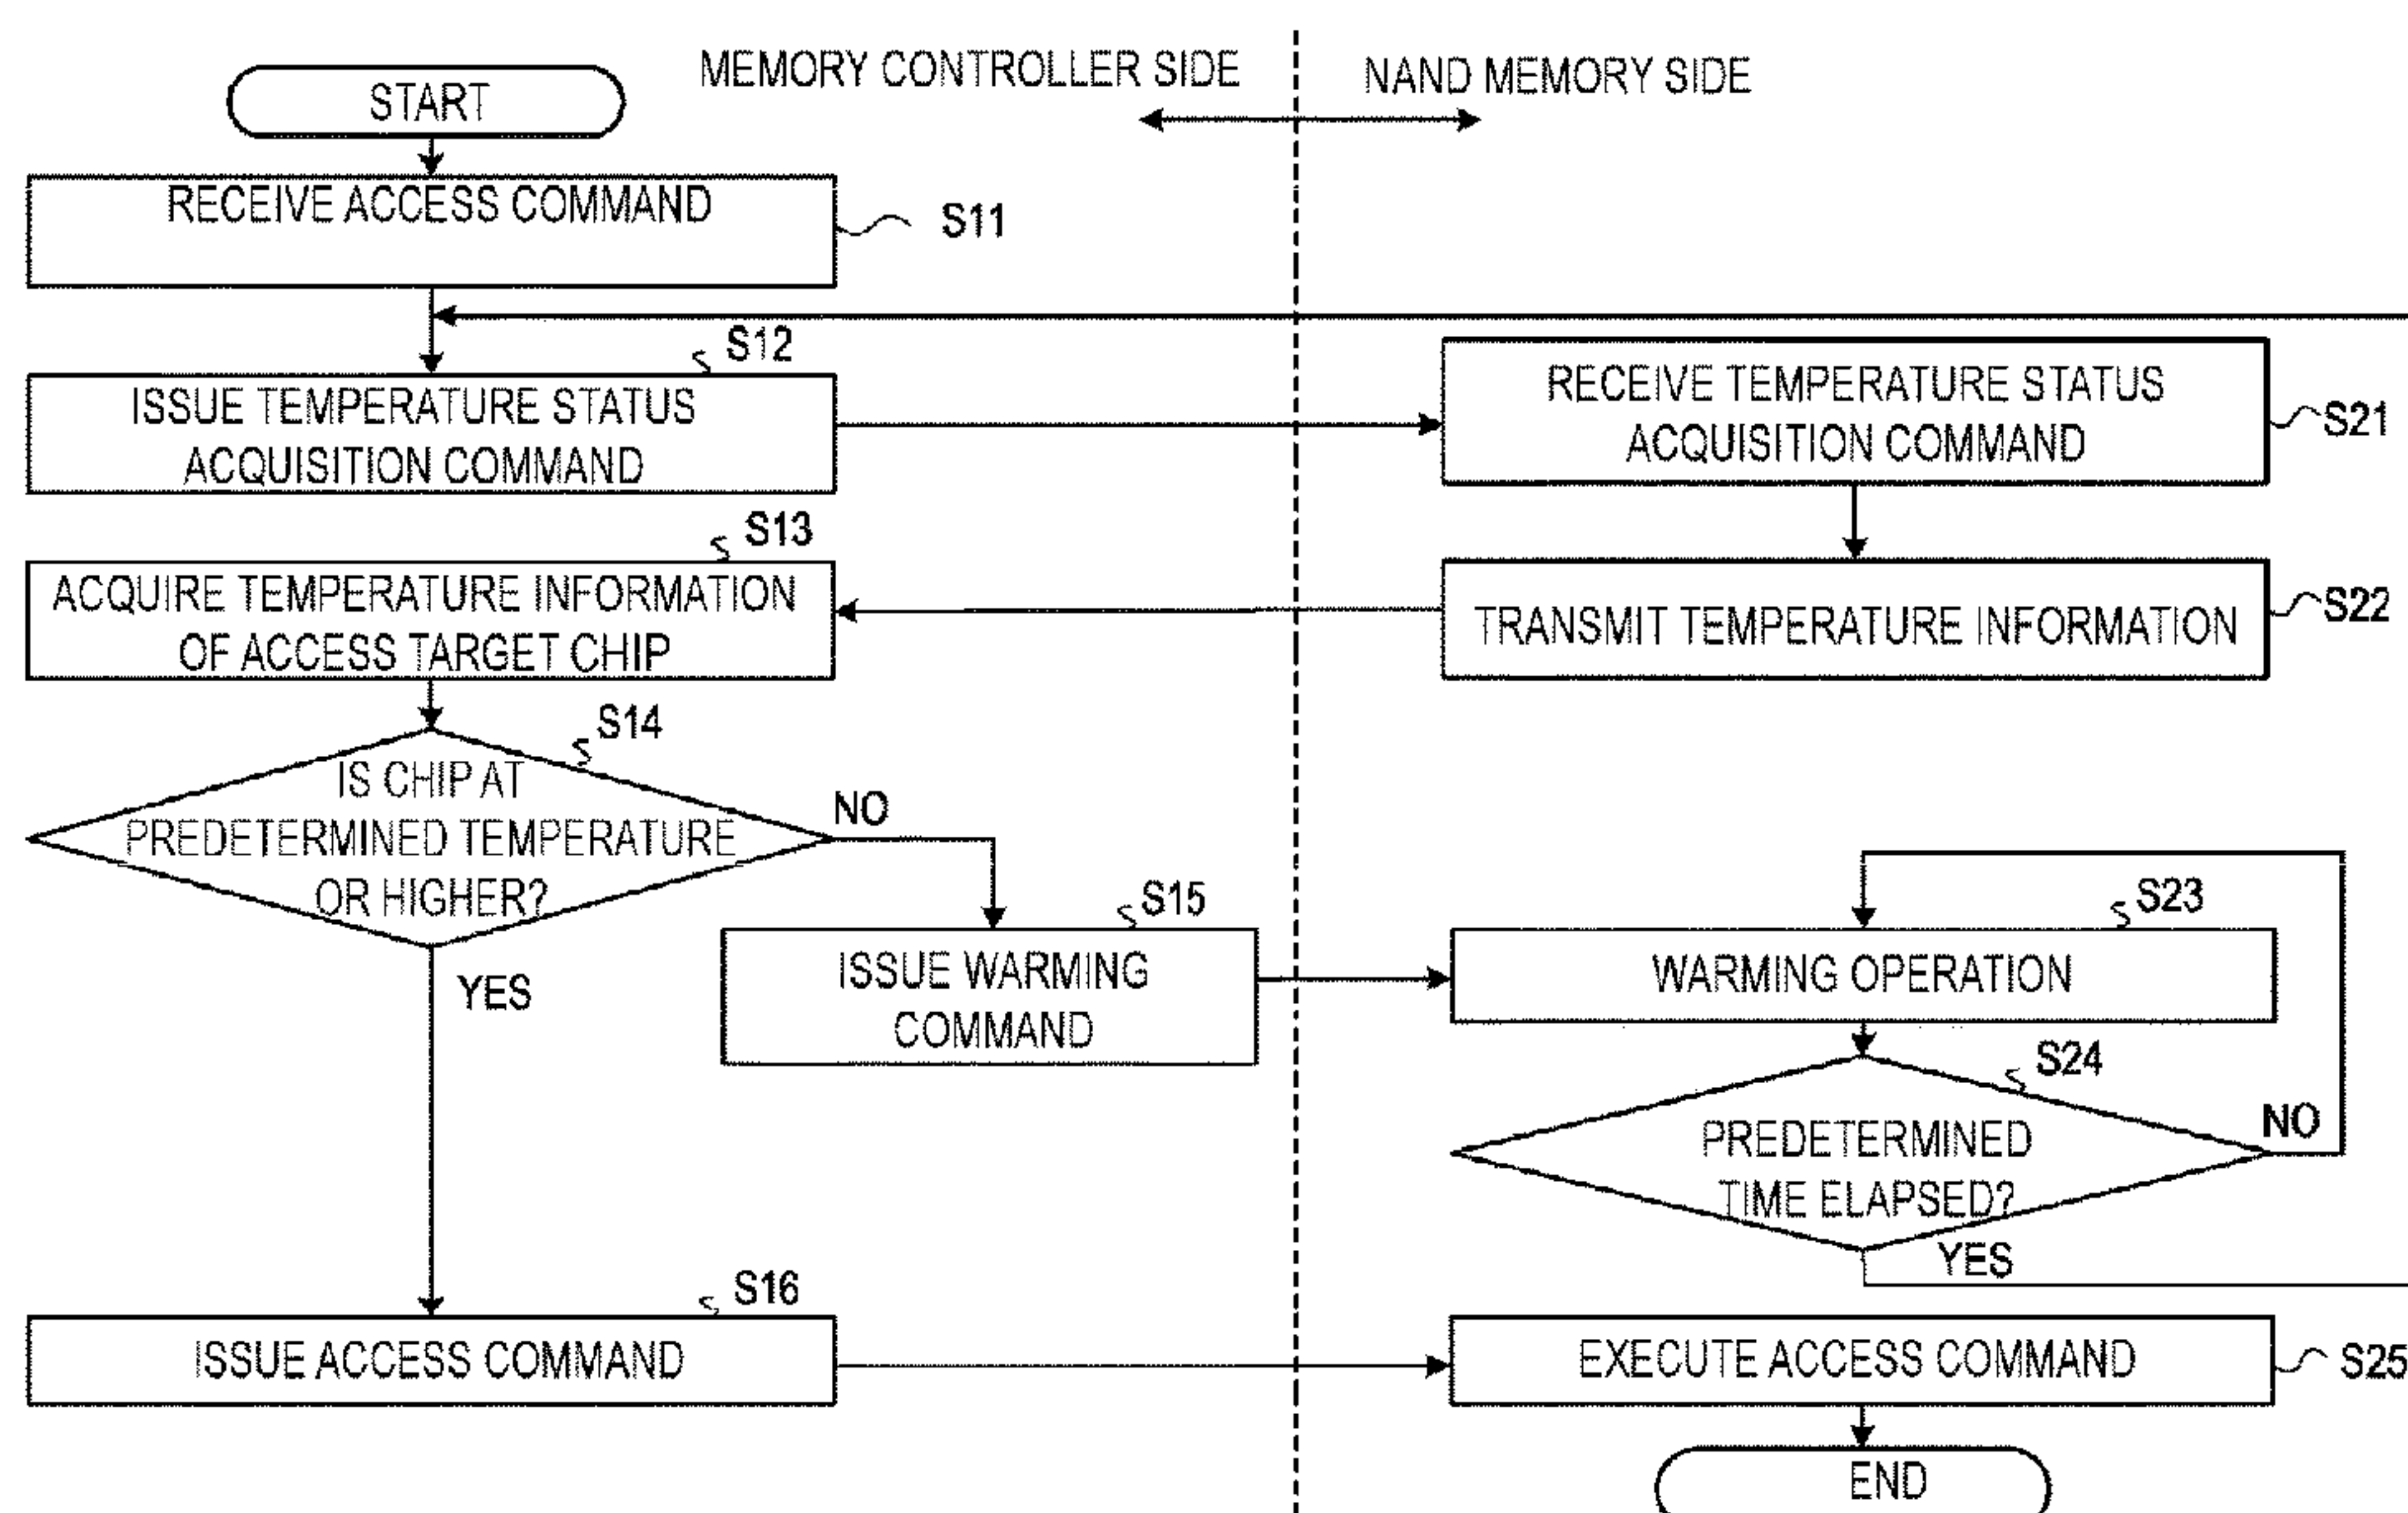 MEMORY CONTROLLER SIDE
NAND MEMORY SIDE
START
RECEIVE ACCESS COMMAND
S11
S12
ISSUE TEMPERATURE STATUS
ACQUISITION COMMAND
RECEIVE TEMPERATURE STATUS
ACQUISITION COMMAND
S21
S13
ACQUIRE TEMPERATURE INFORMATION
OF ACCESS TARGET CHIP
TRANSMIT TEMPERATURE INFORMATION
S22
S14
IS CHIP AT
PREDETERMINED TEMPERATURE
OR HIGHER?
NO
YES
S15
ISSUE WARMING
COMMAND
S23
WARMING OPERATION
S24
PREDETERMINED
TIME ELAPSED?
NO
YES
S16
ISSUE ACCESS COMMAND
EXECUTE ACCESS COMMAND
S25
END